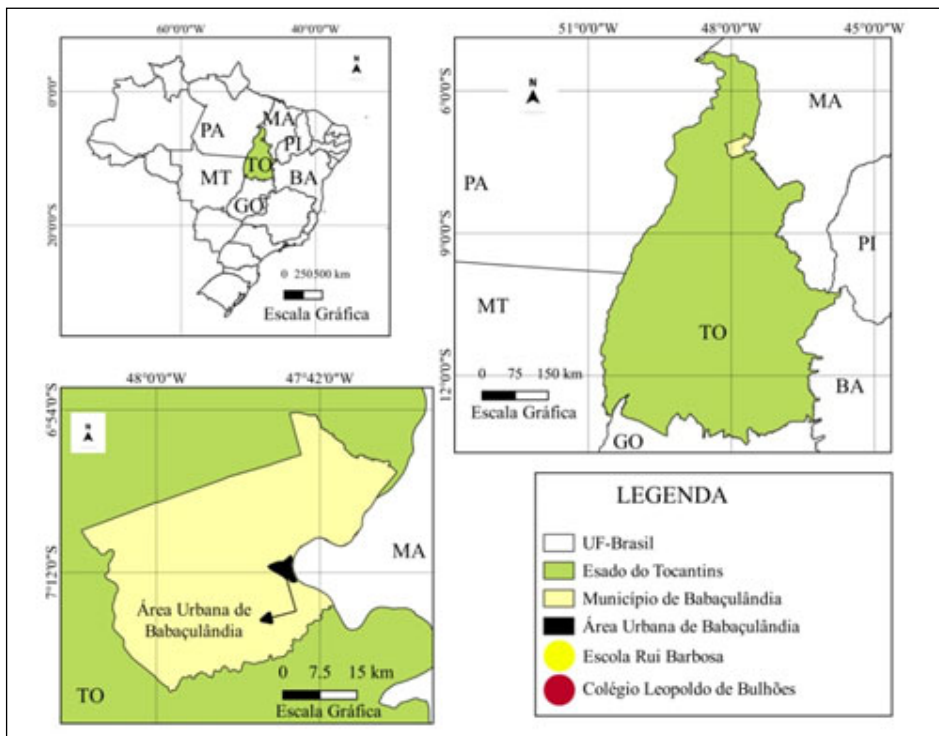 60°0'0"W 40°0'0"W
0°0'0"
20°0'0"S
N
PA
MA
PI
TO
MT
BA
GO
0 250500 km
Escala Gráfica
51°0'0"W 48°0'0"W 45°0'0"W
6°0'0"S
9°0'0"S
12°0'0"S
N
MA
PA
PI
MT
TO
BA
GO
0 75 150 km
Escala Gráfica
48°0'0"W 47°42'0"W
6°54'0"S
7°12'0"S
N
MA
Área Urbana de
Babaçulândia
TO
0 7.5 15 km
Escala Gráfica
LEGENDA
UF-Brasil
Esado do Tocantins
Município de Babaçulândia
Área Urbana de Babaçulândia
Escola Rui Barbosa
Colégio Leopoldo de Bulhões